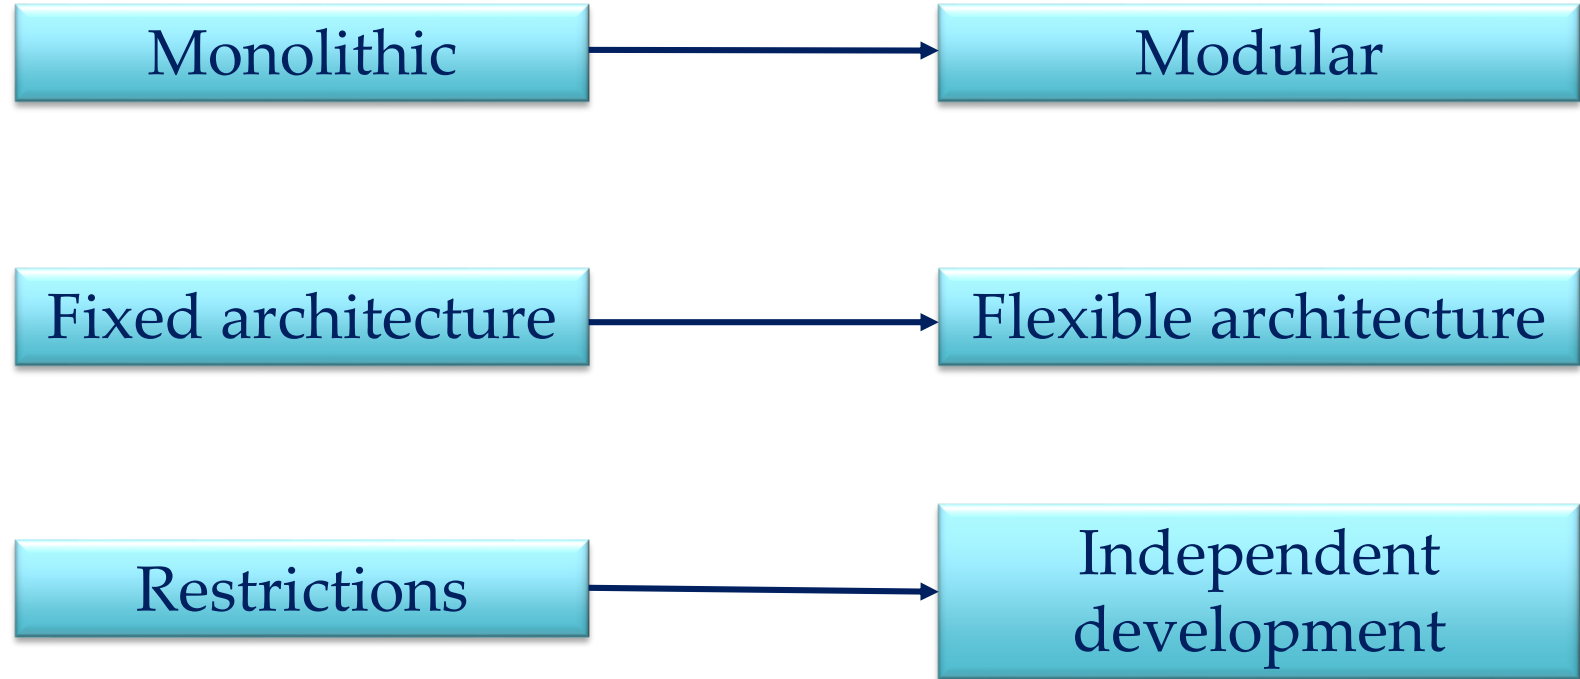 Monolithic
Modular
Fixed architecture
Flexible architecture
Restrictions
Independent
development